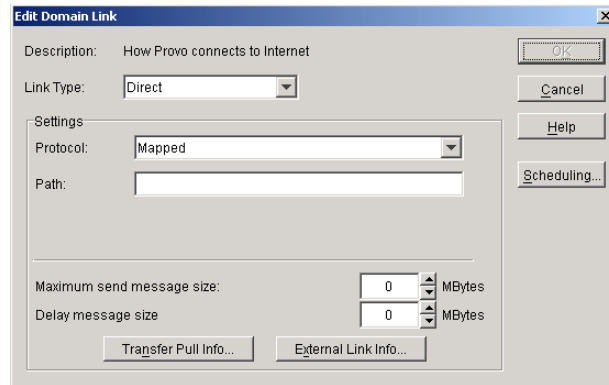 Edit Domain Link
Description: How Provo connects to Internet
OK
Link Type: Direct
Cancel
Settings
Help
Protocol: Mapped
Path:
Scheduling...
Maximum send message size: 0 MBytes
Delay message size 0 MBytes
Transfer Pull Info... External Link Info...